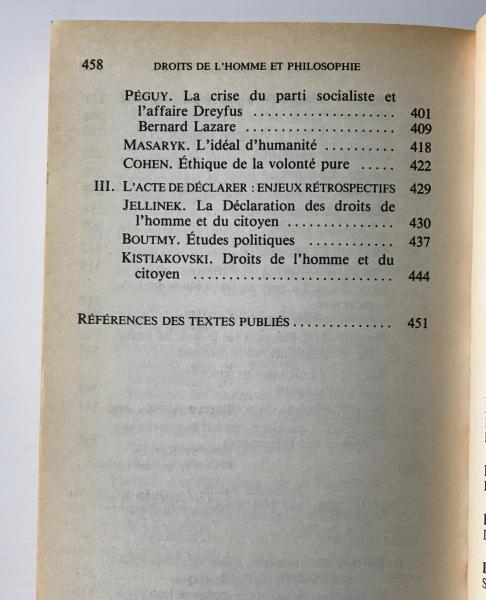 458 DROITS DE L'HOMME ET PHILOSOPHIE
PÉGUY. La crise du parti socialiste et
l'affaire Dreyfus ..................... 401
Bernard Lazare ..................... 409
MASARYK. L'idéal d'humanité .......... 418
COHEN. Éthique de la volonté pure ..... 422
III. L'ACTE DE DÉCLARER : ENJEUX RÉTROSPECTIFS 429
JELLINEK. La Déclaration des droits de
l'homme et du citoyen ............... 430
BOUTMY. Études politiques ............ 437
KISTIAKOVSKI. Droits de l'homme et du
citoyen ............................. 444
RÉFÉRENCES DES TEXTES PUBLIÉS .............. 451